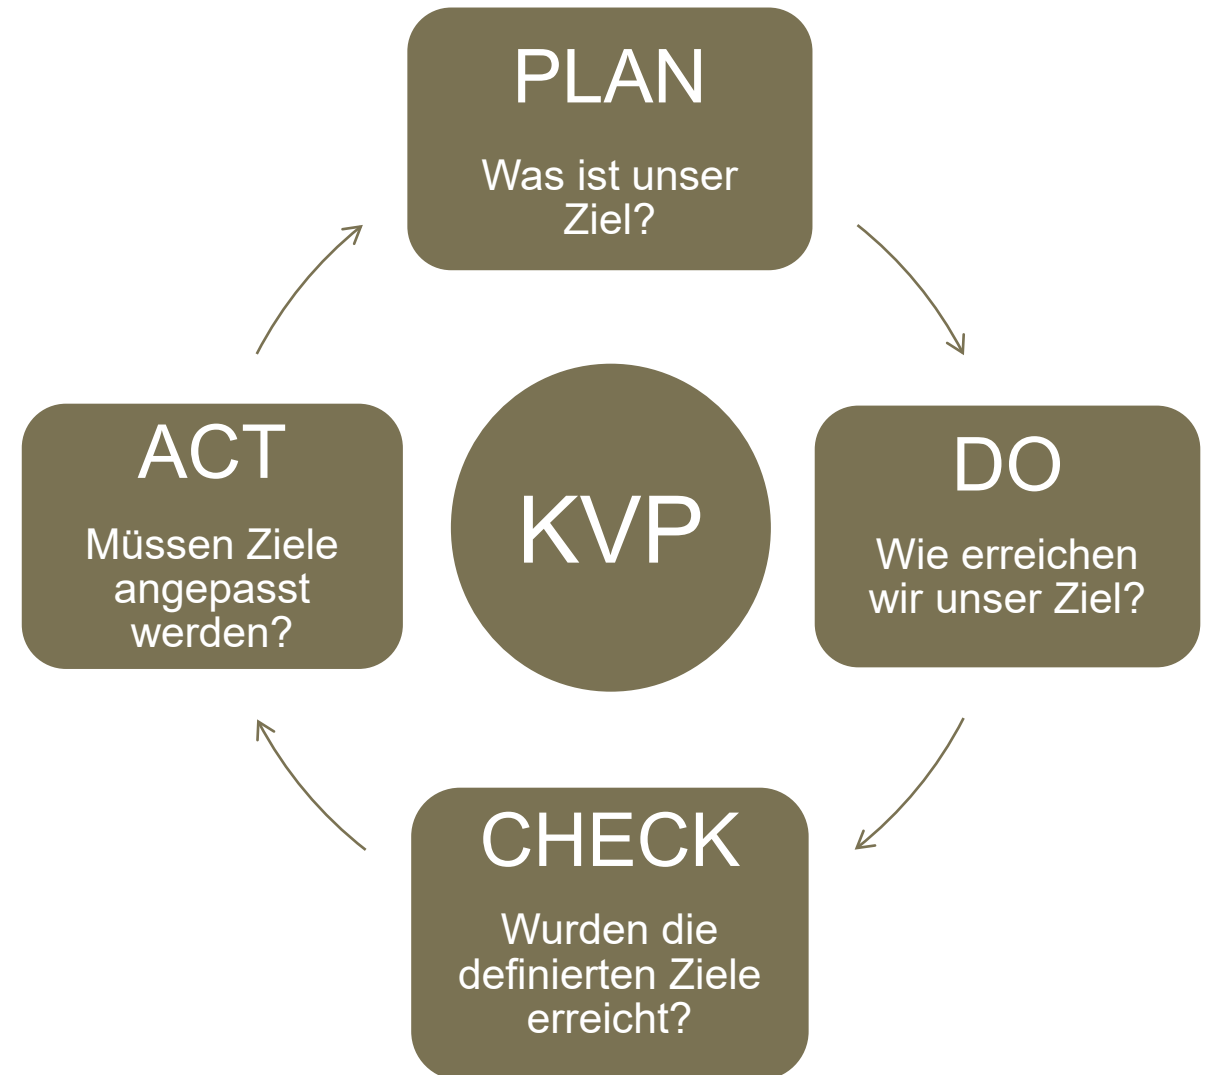 PLAN
Was ist unser
Ziel?
DO
Wie erreichen
wir unser Ziel?
CHECK
Wurden die
definierten Ziele
erreicht?
ACT
Müssen Ziele
angepasst
werden?
KVP